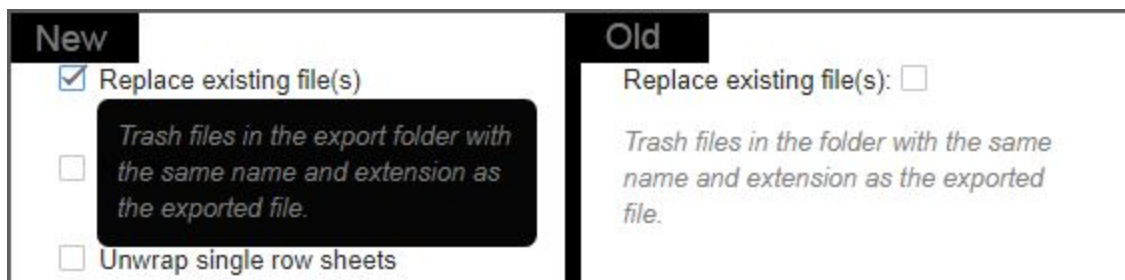 New
Replace existing file(s)
Trash files in the export folder with
the same name and extension as
the exported file.
Unwrap single row sheets
Old
Replace existing file(s):
Trash files in the folder with the same
name and extension as the exported
file.